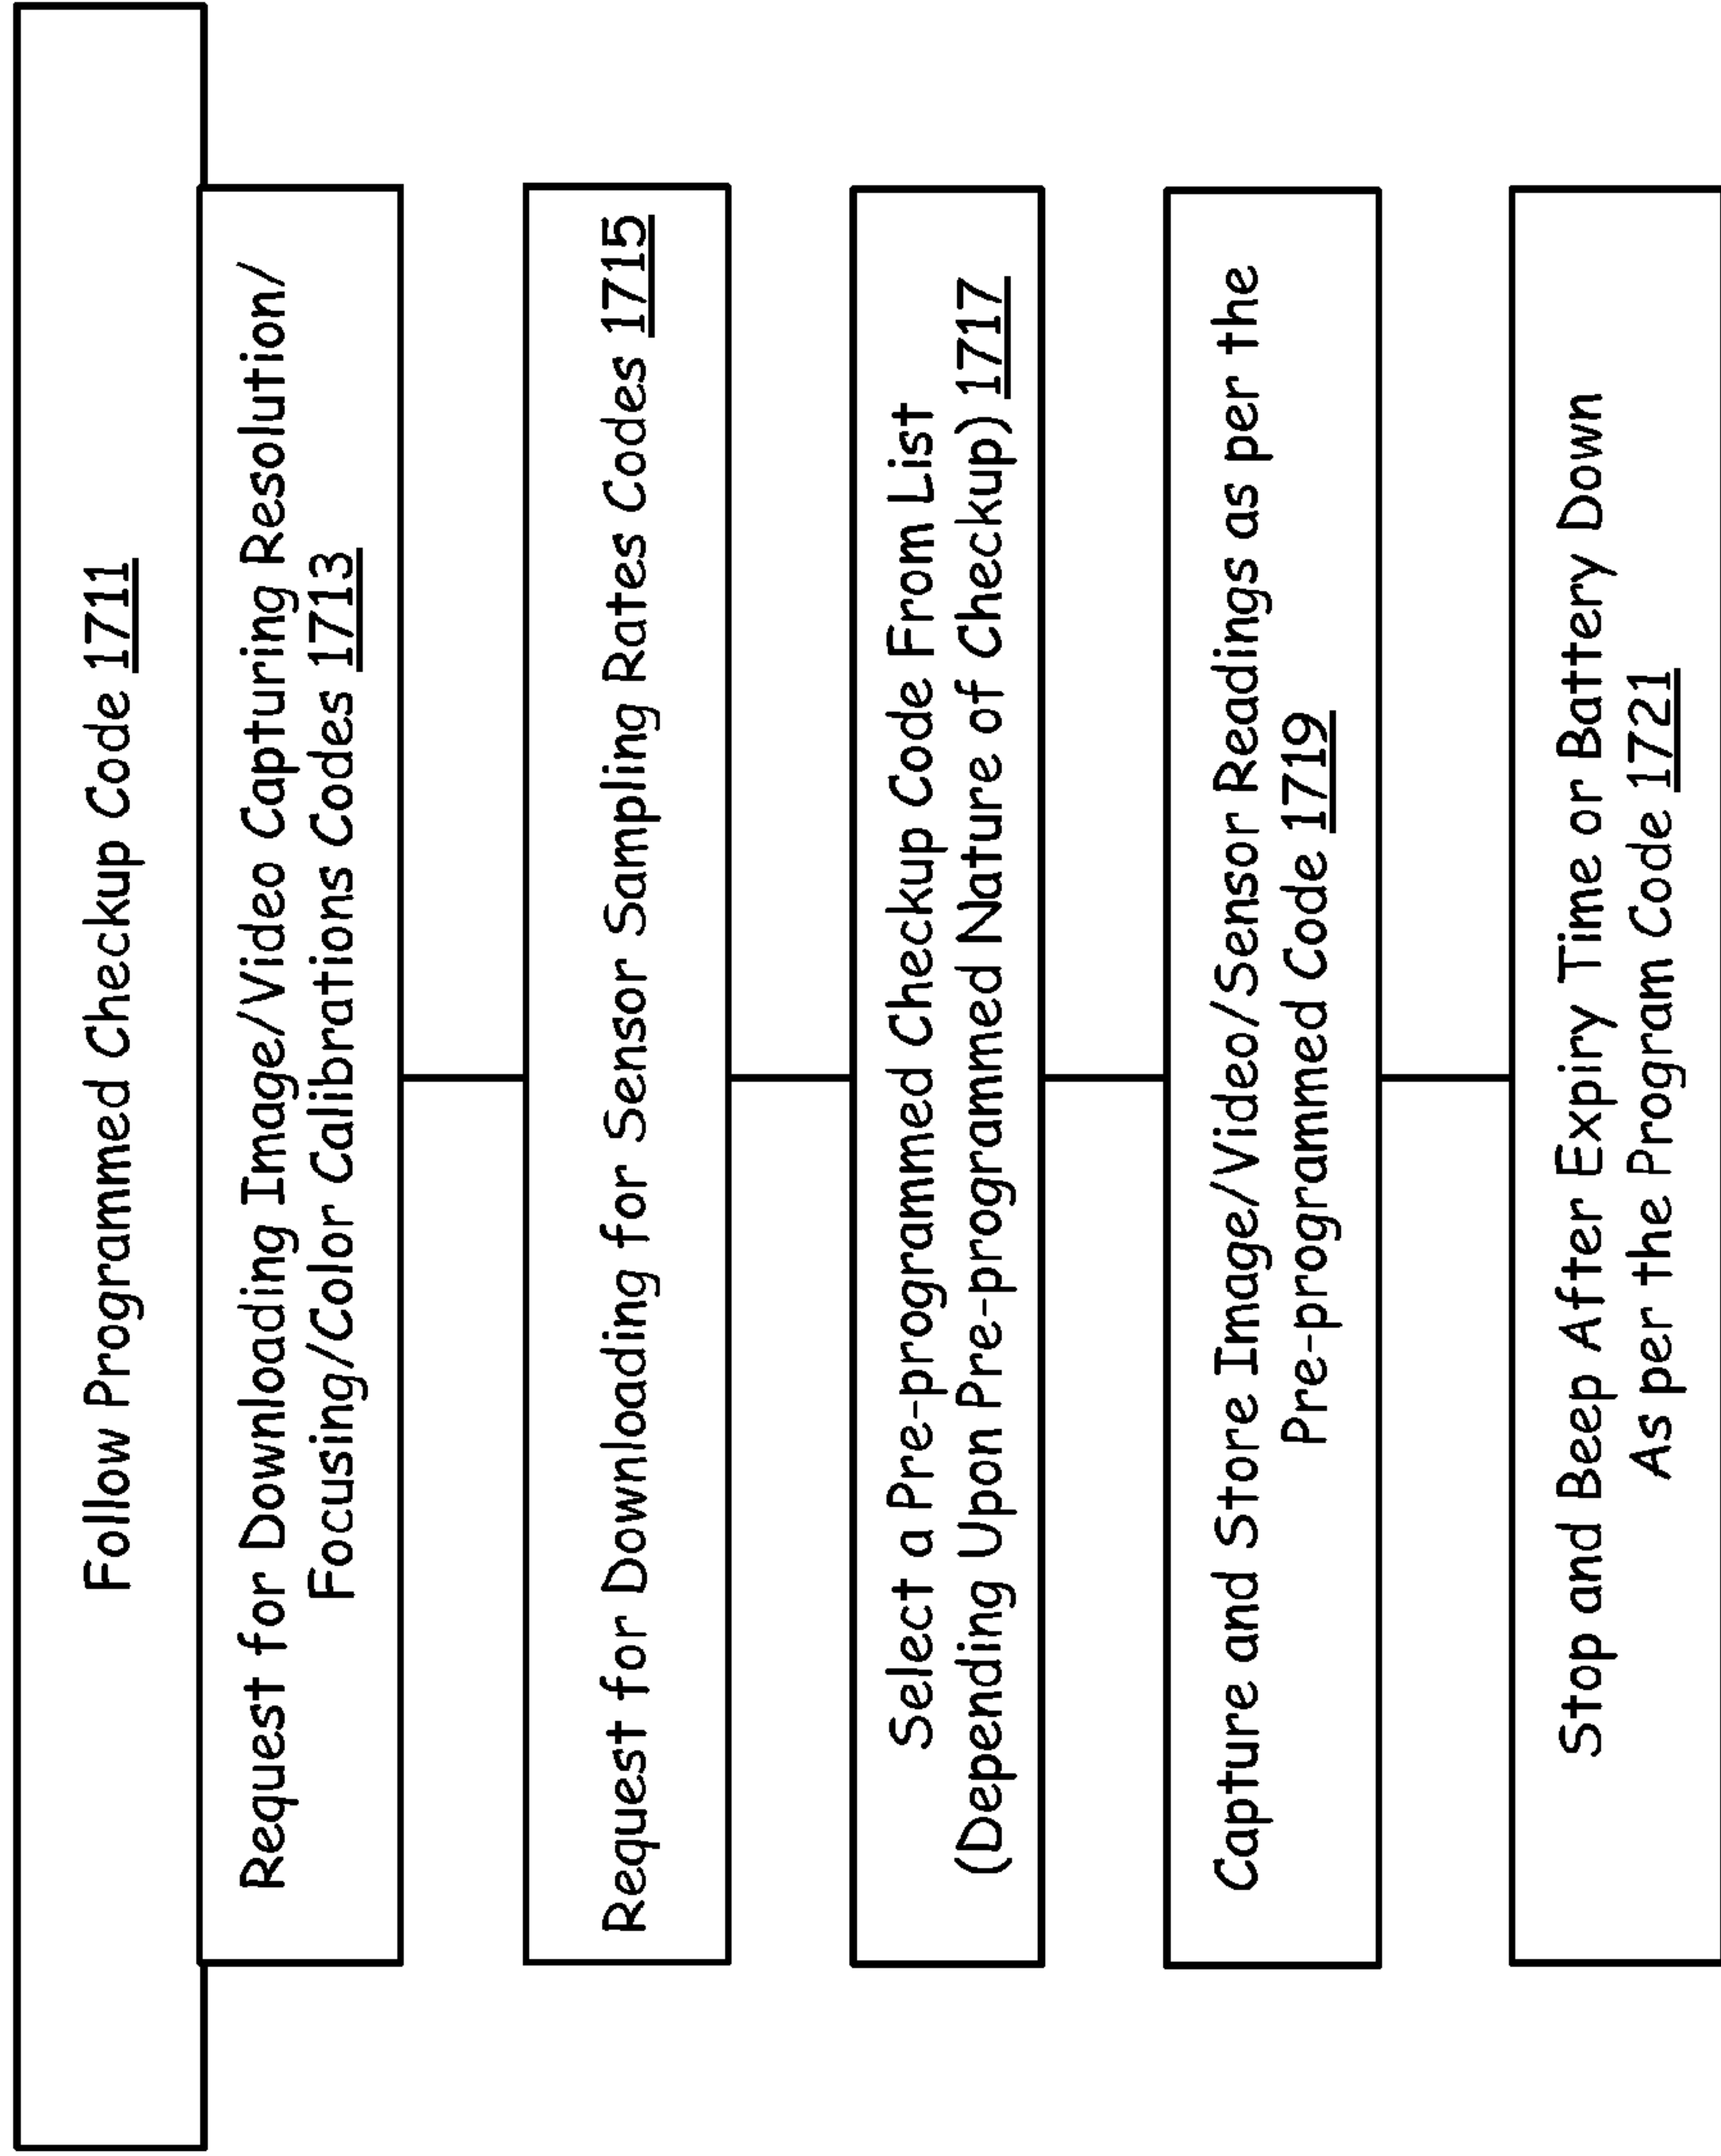 Follow Programmed Checkup Code 1711
Request for Downloading Image/Video Capturing Resolution/
Focusing/Color Calibrations Codes 1713
Request for Downloading for Sensor Sampling Rates Codes 1715
Select a Pre-programmed Checkup Code From List
(Depending Upon Pre-programmed Nature of Checkup) 1717
Capture and Store Image/Video/Sensor Readings as per the
Pre-programmed Code 1719
Stop and Beep After Expiry Time or Battery Down
As per the Program Code 1721